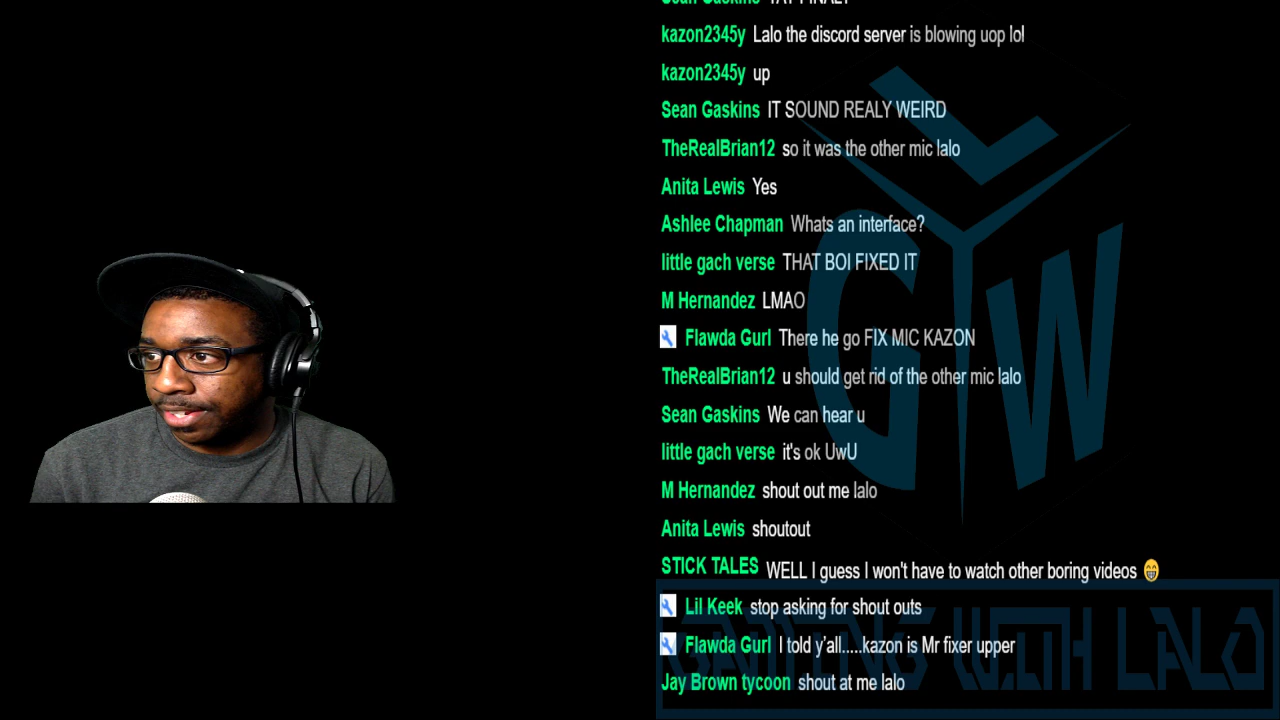 kazon2345y Lalo the discord server is blowing uop lol
kazon2345y up
Sean Gaskins IT SOUND REALY WEIRD
TheRealBrian12 so it was the other mic lalo
Anita Lewis Yes
Ashlee Chapman Whats an interface?
little gach verse THAT BOI FIXED IT
M Hernandez LMAO
Flawda Gurl There he go FIX MIC KAZON
TheRealBrian12 u should get rid of the other mic lalo
Sean Gaskins We can hear u
little gach verse it's ok UwU
M Hernandez shout out me lalo
Anita Lewis shoutout
STICK TALES WELL I guess I won't have to watch other boring videos 😁
Lil Keek stop asking for shout outs
Flawda Gurl I told y'all.....kazon is Mr fixer upper
Jay Brown tycoon shout at me lalo
L
G W
GAMING WITH LALO